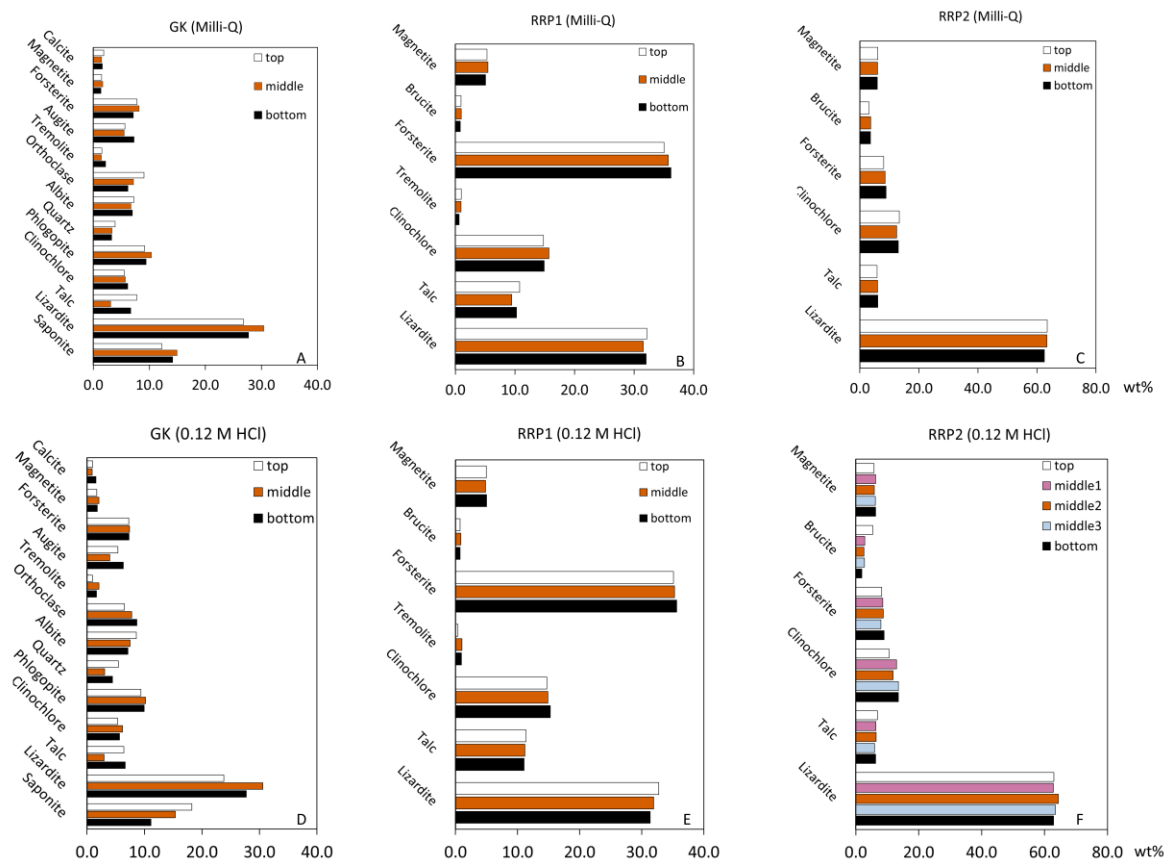 GK (Milli-Q)
Calcite
Magnetite
Forsterite
Augite
Tremolite
Orthoclase
Albite
Quartz
Phlogopite
Clinochlore
Talc
Lizardite
Saponite
top
middle
bottom
A
0.0 10.0 20.0 30.0 40.0
RRP1 (Milli-Q)
Magnetite
Brucite
Forsterite
Tremolite
Clinochlore
Talc
Lizardite
top
middle
bottom
B
0.0 10.0 20.0 30.0 40.0
RRP2 (Milli-Q)
Magnetite
Brucite
Forsterite
Clinochlore
Talc
Lizardite
top
middle
bottom
C
0.0 20.0 40.0 60.0 80.0 wt%
GK (0.12 M HCl)
Calcite
Magnetite
Forsterite
Augite
Tremolite
Orthoclase
Albite
Quartz
Phlogopite
Clinochlore
Talc
Lizardite
Saponite
top
middle
bottom
D
0.0 10.0 20.0 30.0 40.0
RRP1 (0.12 M HCl)
Magnetite
Brucite
Forsterite
Tremolite
Clinochlore
Talc
Lizardite
top
middle
bottom
E
0.0 10.0 20.0 30.0 40.0
RRP2 (0.12 M HCl)
Magnetite
Brucite
Forsterite
Clinochlore
Talc
Lizardite
top
middle1
middle2
middle3
bottom
F
0.0 20.0 40.0 60.0 80.0
wt%